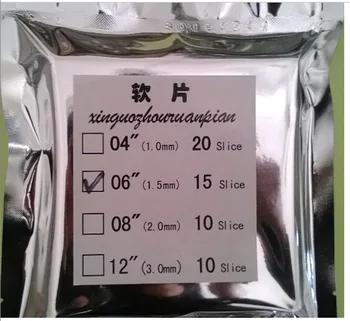 软片
xinguozhouruanpian
04″(1.0mm) 20 Slice
06″(1.5mm) 15 Slice
08″(2.0mm) 10 Slice
12″(3.0mm) 10 Slice